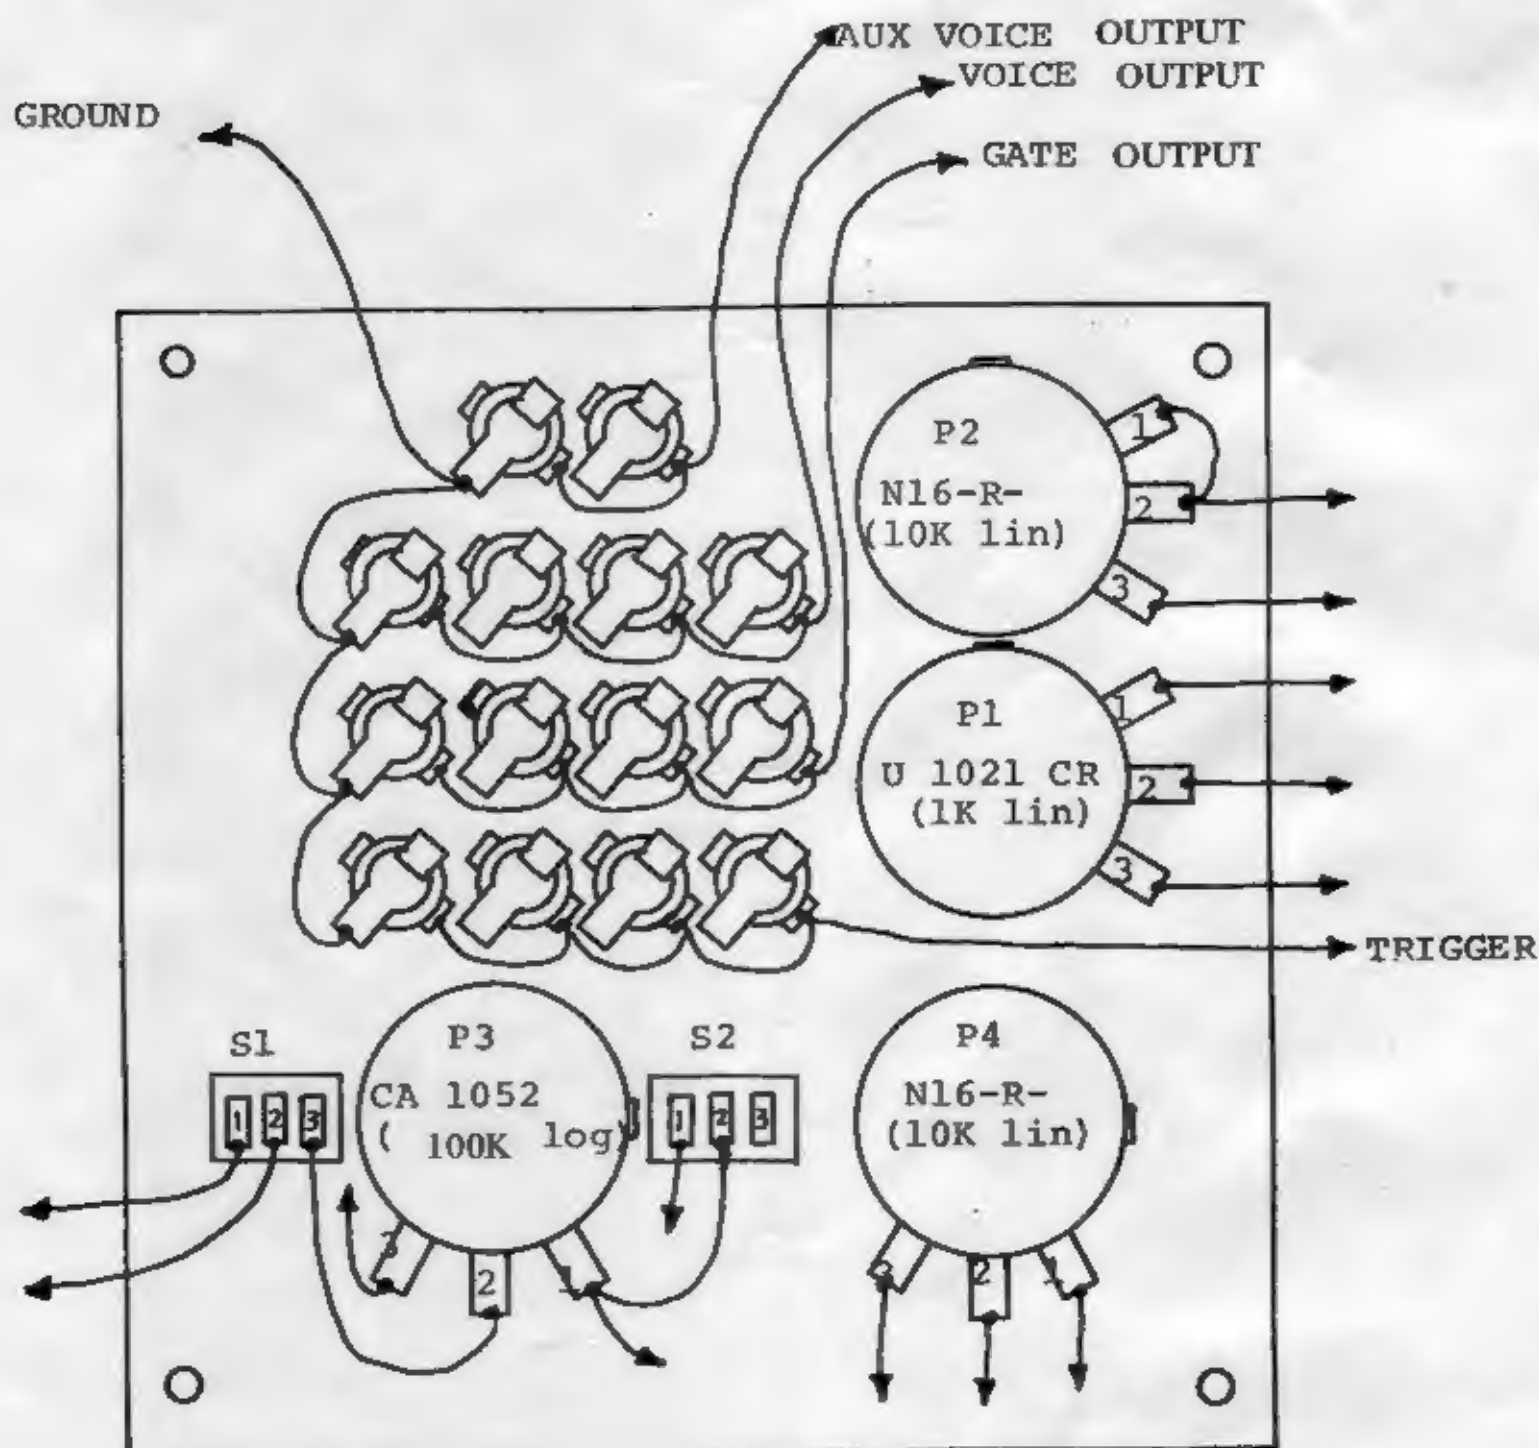 AUX VOICE OUTPUT
VOICE OUTPUT
GROUND
GATE OUTPUT
P2
N16-R-
(10K lin)
1
2
3
P1
U 1021 CR
(1K lin)
1
2
3
TRIGGER
S1
1 2 3
P3
CA 1052
( 100K log)
3
2
1
S2
1 2 3
P4
N16-R-
(10K lin)
3
2
1